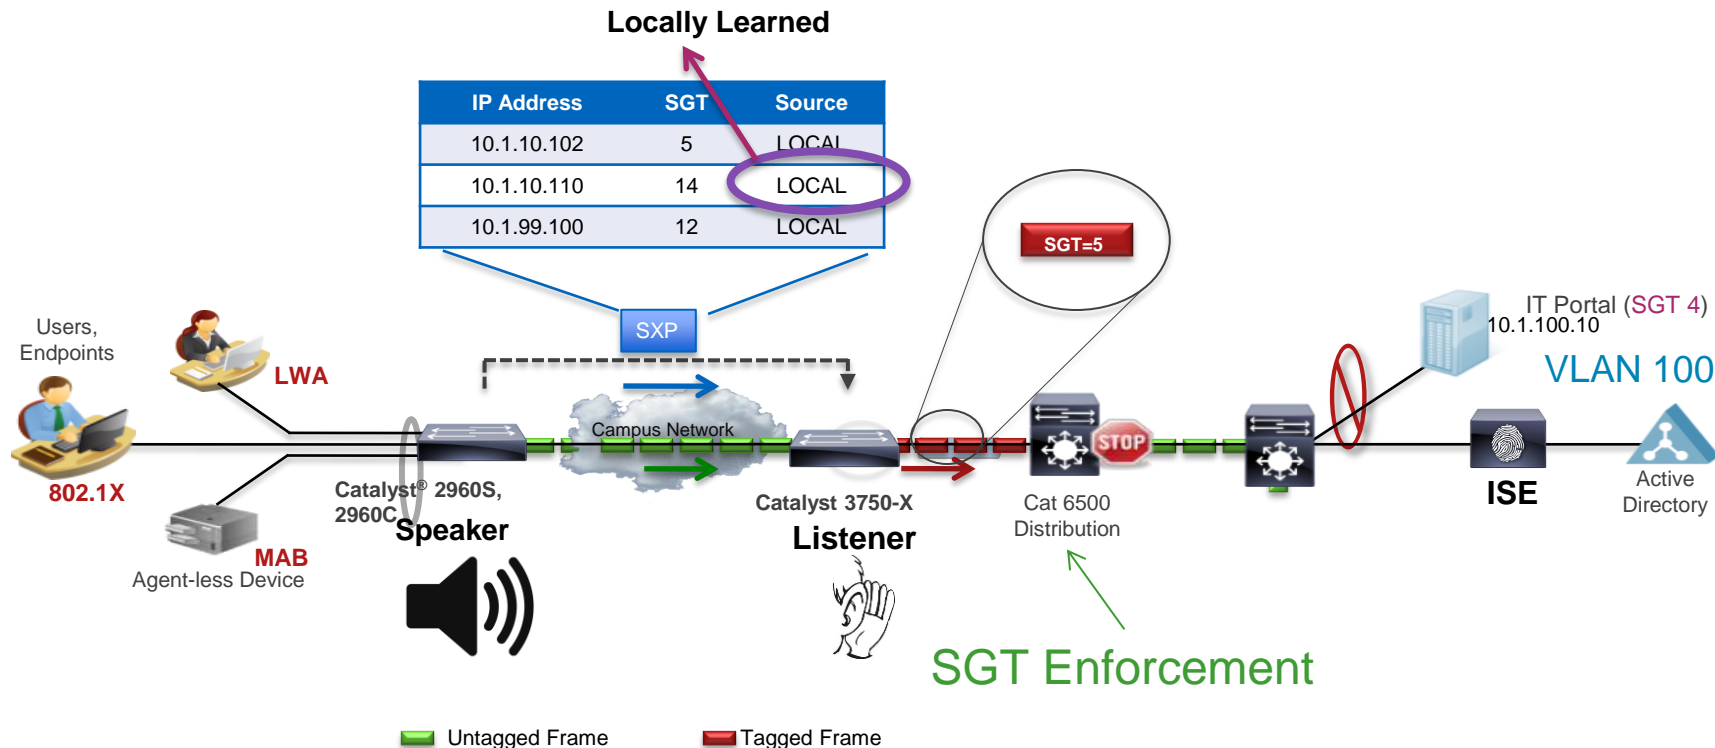 Locally Learned
IP Address SGT Source
10.1.10.102 5 LOCAL
10.1.10.110 14 LOCAL
10.1.99.100 12 LOCAL
SGT=5
SXP
Users,
Endpoints
LWA
802.1X
MAB
Agent-less Device
Campus Network
Catalyst® 2960S,
2960C
Speaker
Catalyst 3750-X
Listener
STOP
Cat 6500
Distribution
IT Portal (SGT 4)
10.1.100.10
VLAN 100
ISE
Active
Directory
SGT Enforcement
Untagged Frame
Tagged Frame